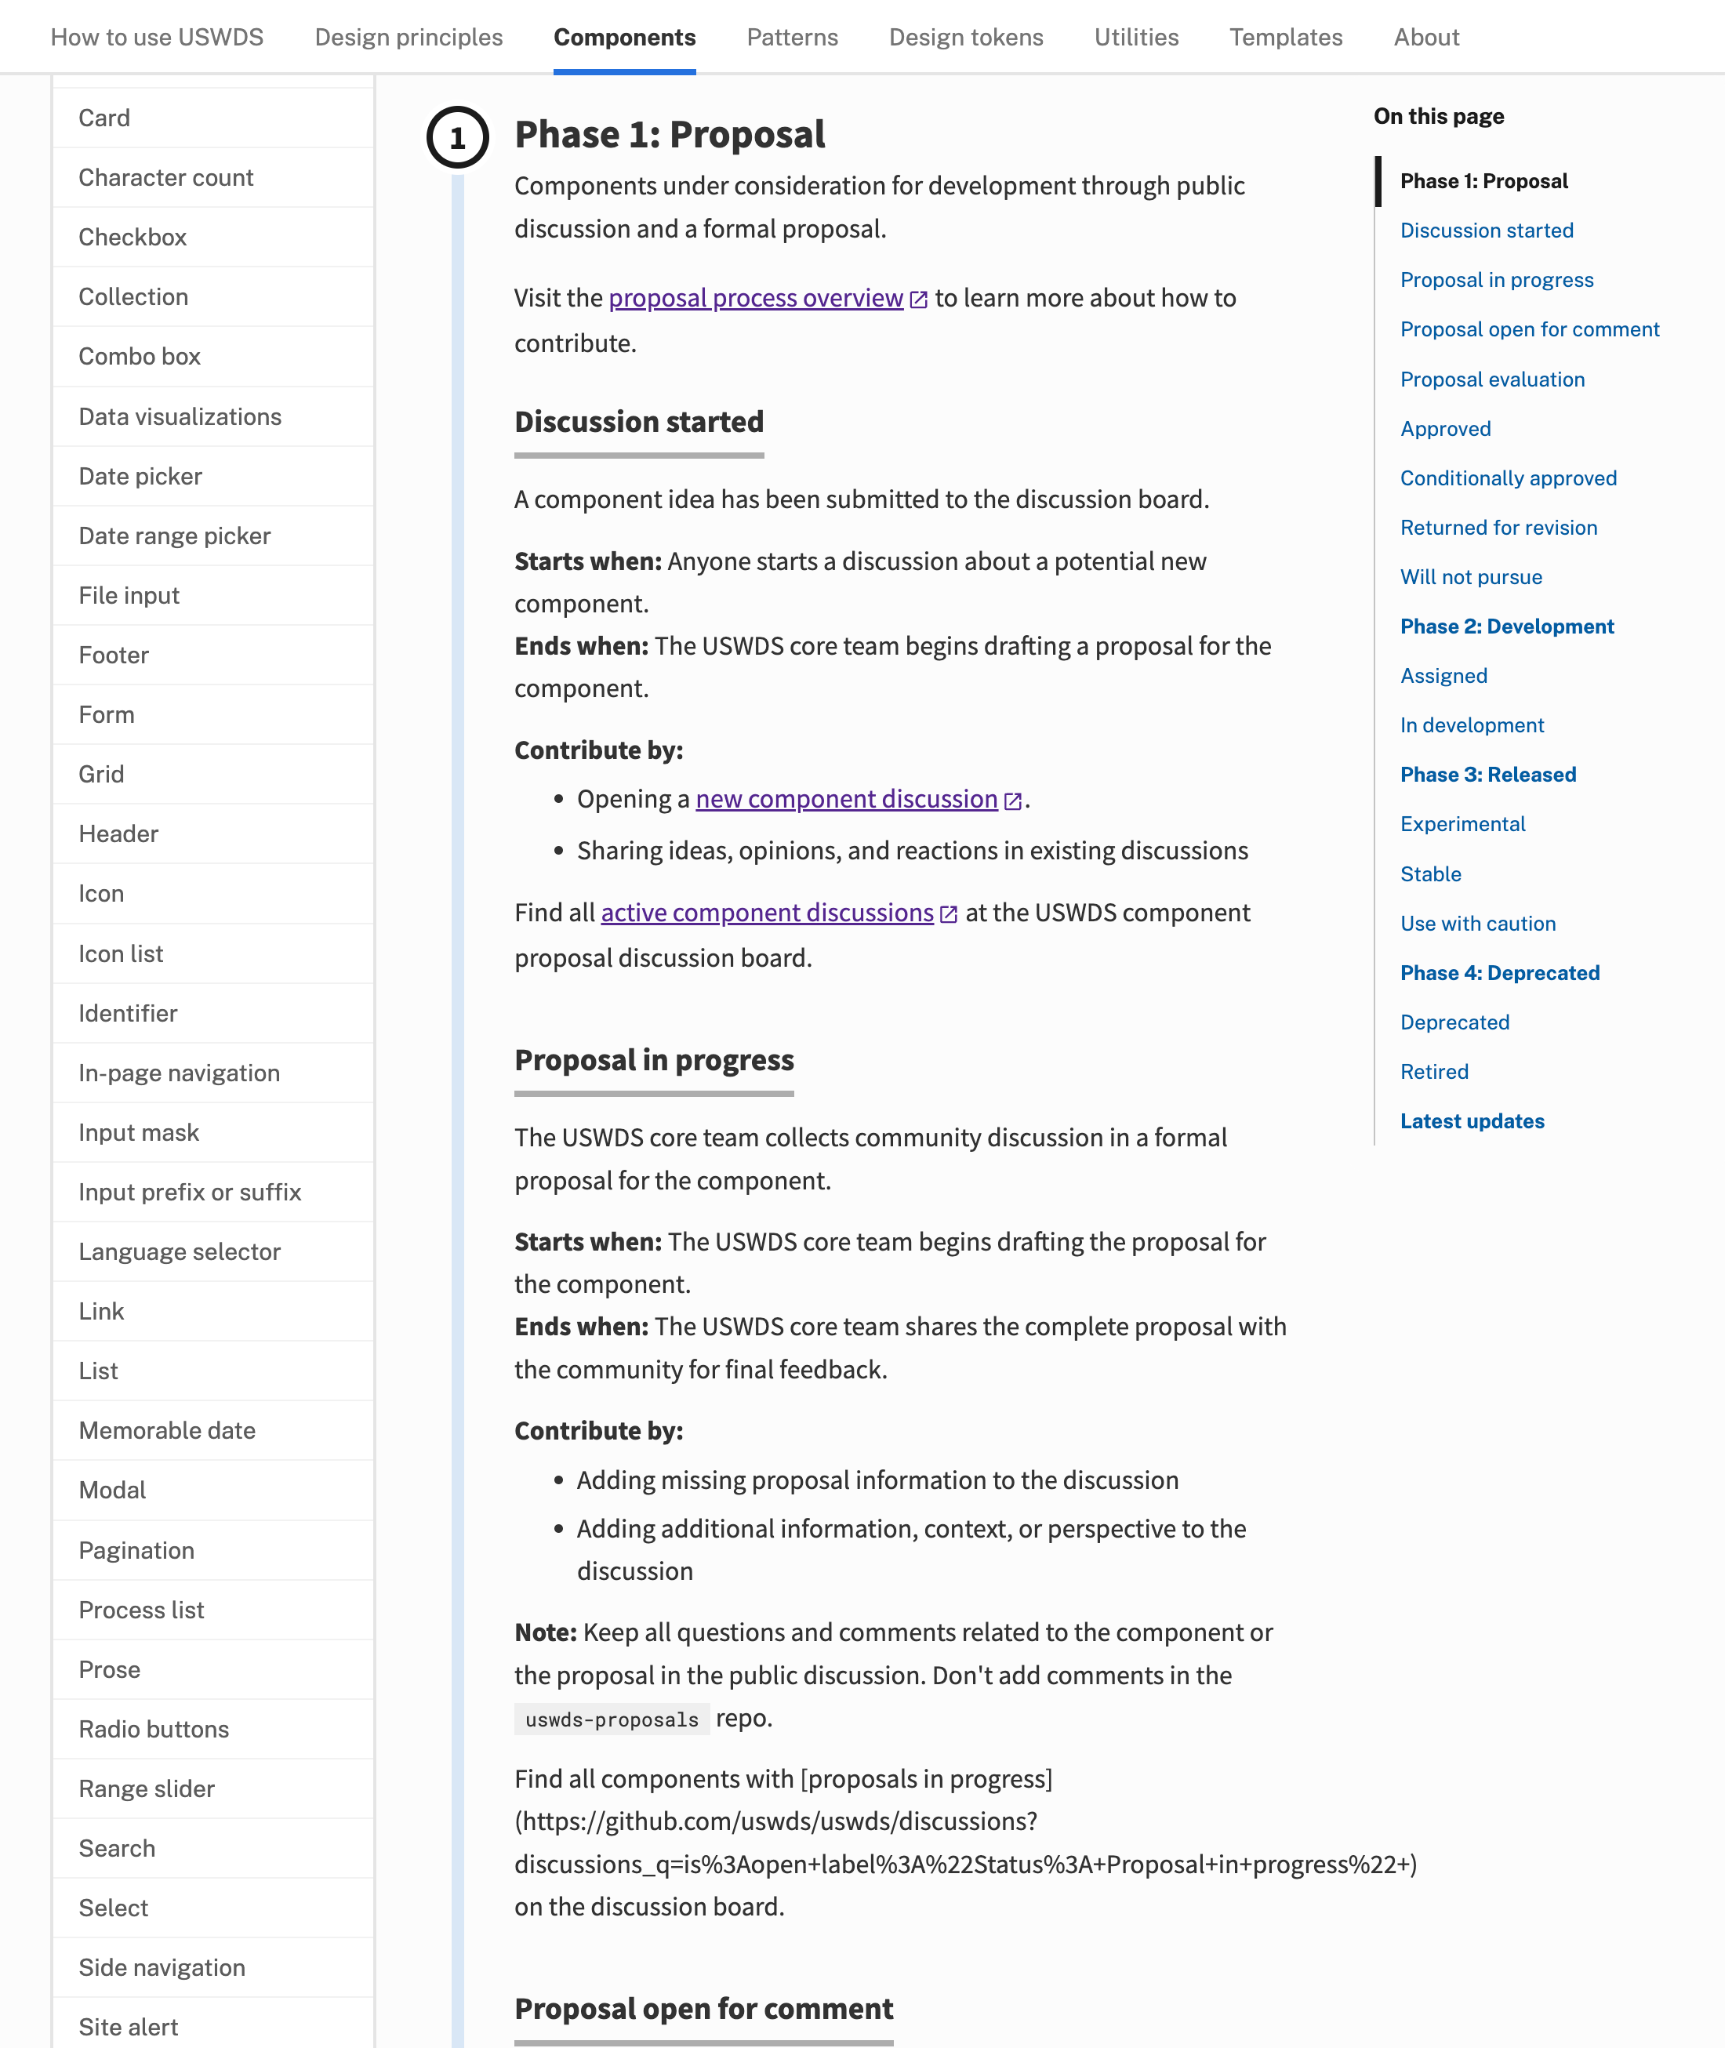 How to use USWDS
Design principles
Components
Patterns
Design tokens
Utilities
Templates
About
Card
Character count
Checkbox
Collection
Combo box
Data visualizations
Date picker
Date range picker
File input
Footer
Form
Grid
Header
Icon
Icon list
Identifier
In-page navigation
Input mask
Input prefix or suffix
Language selector
Link
List
Memorable date
Modal
Pagination
Process list
Prose
Radio buttons
Range slider
Search
Select
Side navigation
Site alert
1
Phase 1: Proposal
Components under consideration for development through public
discussion and a formal proposal.
Visit the proposal process overview to learn more about how to
contribute.
Discussion started
A component idea has been submitted to the discussion board.
Starts when: Anyone starts a discussion about a potential new
component.
Ends when: The USWDS core team begins drafting a proposal for the
component.
Contribute by:
• Opening a new component discussion .
• Sharing ideas, opinions, and reactions in existing discussions
Find all active component discussions at the USWDS component
proposal discussion board.
Proposal in progress
The USWDS core team collects community discussion in a formal
proposal for the component.
Starts when: The USWDS core team begins drafting the proposal for
the component.
Ends when: The USWDS core team shares the complete proposal with
the community for final feedback.
Contribute by:
• Adding missing proposal information to the discussion
• Adding additional information, context, or perspective to the
discussion
Note: Keep all questions and comments related to the component or
the proposal in the public discussion. Don't add comments in the
uswds-proposals repo.
Find all components with [proposals in progress]
(https://github.com/uswds/uswds/discussions?
discussions_q=is%3Aopen+label%3A%22Status%3A+Proposal+in+progress%22+)
on the discussion board.
Proposal open for comment
On this page
Phase 1: Proposal
Discussion started
Proposal in progress
Proposal open for comment
Proposal evaluation
Approved
Conditionally approved
Returned for revision
Will not pursue
Phase 2: Development
Assigned
In development
Phase 3: Released
Experimental
Stable
Use with caution
Phase 4: Deprecated
Deprecated
Retired
Latest updates